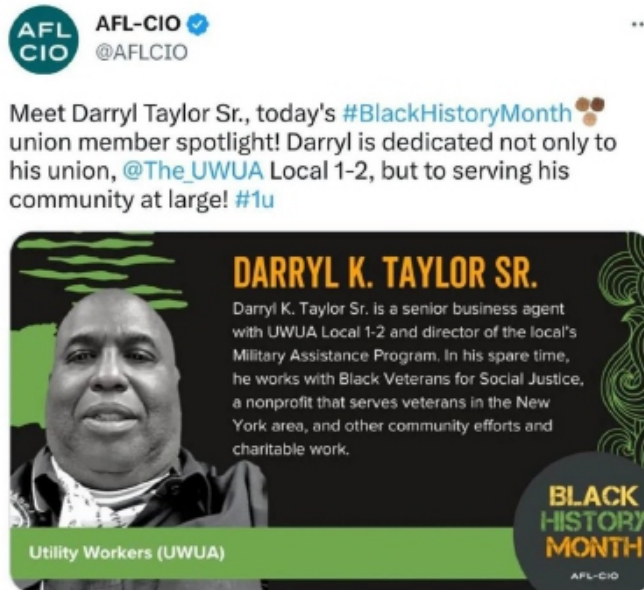 AFL
CIO
AFL-CIO
@AFLCIO
Meet Darryl Taylor Sr., today's #BlackHistoryMonth
union member spotlight! Darryl is dedicated not only to
his union, @The_UWUA Local 1-2, but to serving his
community at large! #1u
DARRYL K. TAYLOR SR.
Darryl K. Taylor Sr. is a senior business agent
with UWUA Local 1-2 and director of the local's
Military Assistance Program. In his spare time,
he works with Black Veterans for Social Justice,
a nonprofit that serves veterans in the New
York area, and other community efforts and
charitable work.
Utility Workers (UWUA)
BLACK
HISTORY
MONTH
AFL-CIO